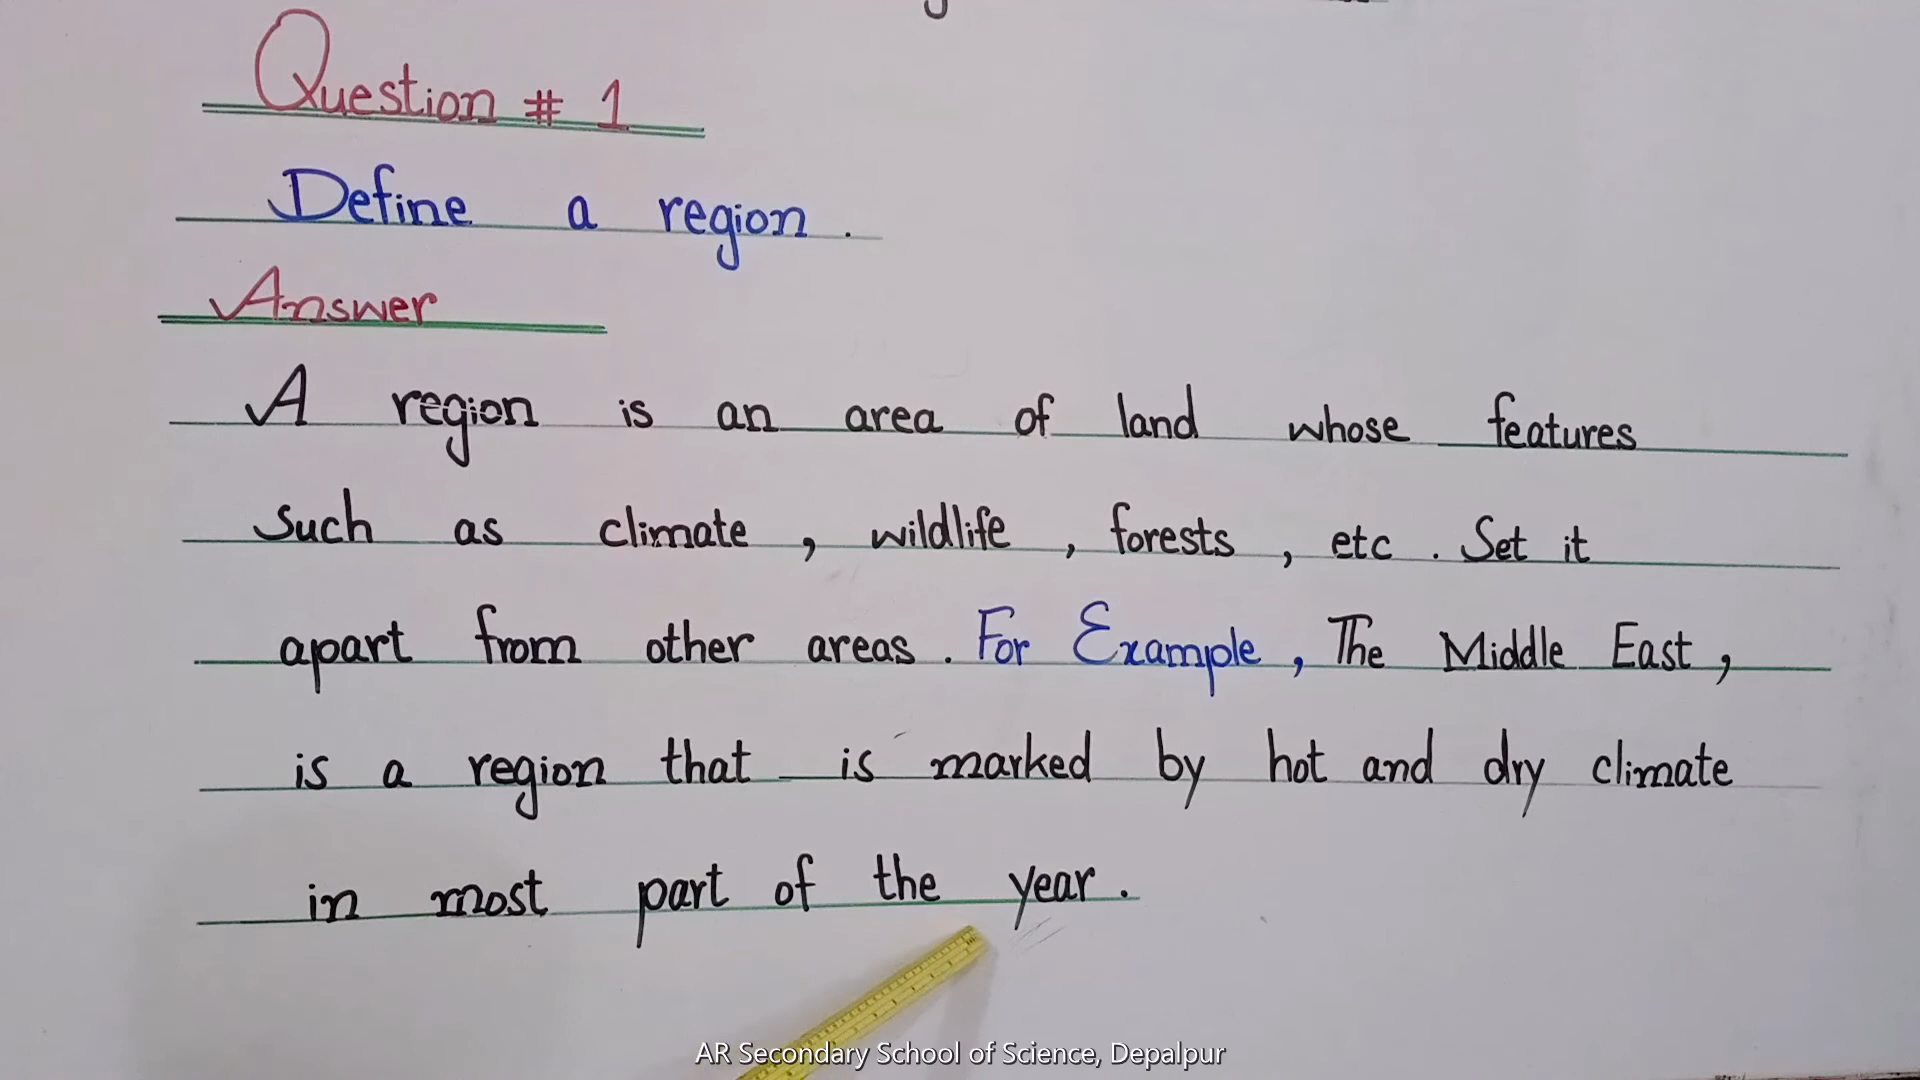 Question # 1
Define a region .
Answer
A region is an area of land whose features
such as climate , wildlife , forests , etc . Set it
apart from other areas . For Example , The Middle East ,
is a region that is marked by hot and dry climate
in most part of the year .
AR Secondary School of Science, Depalpur